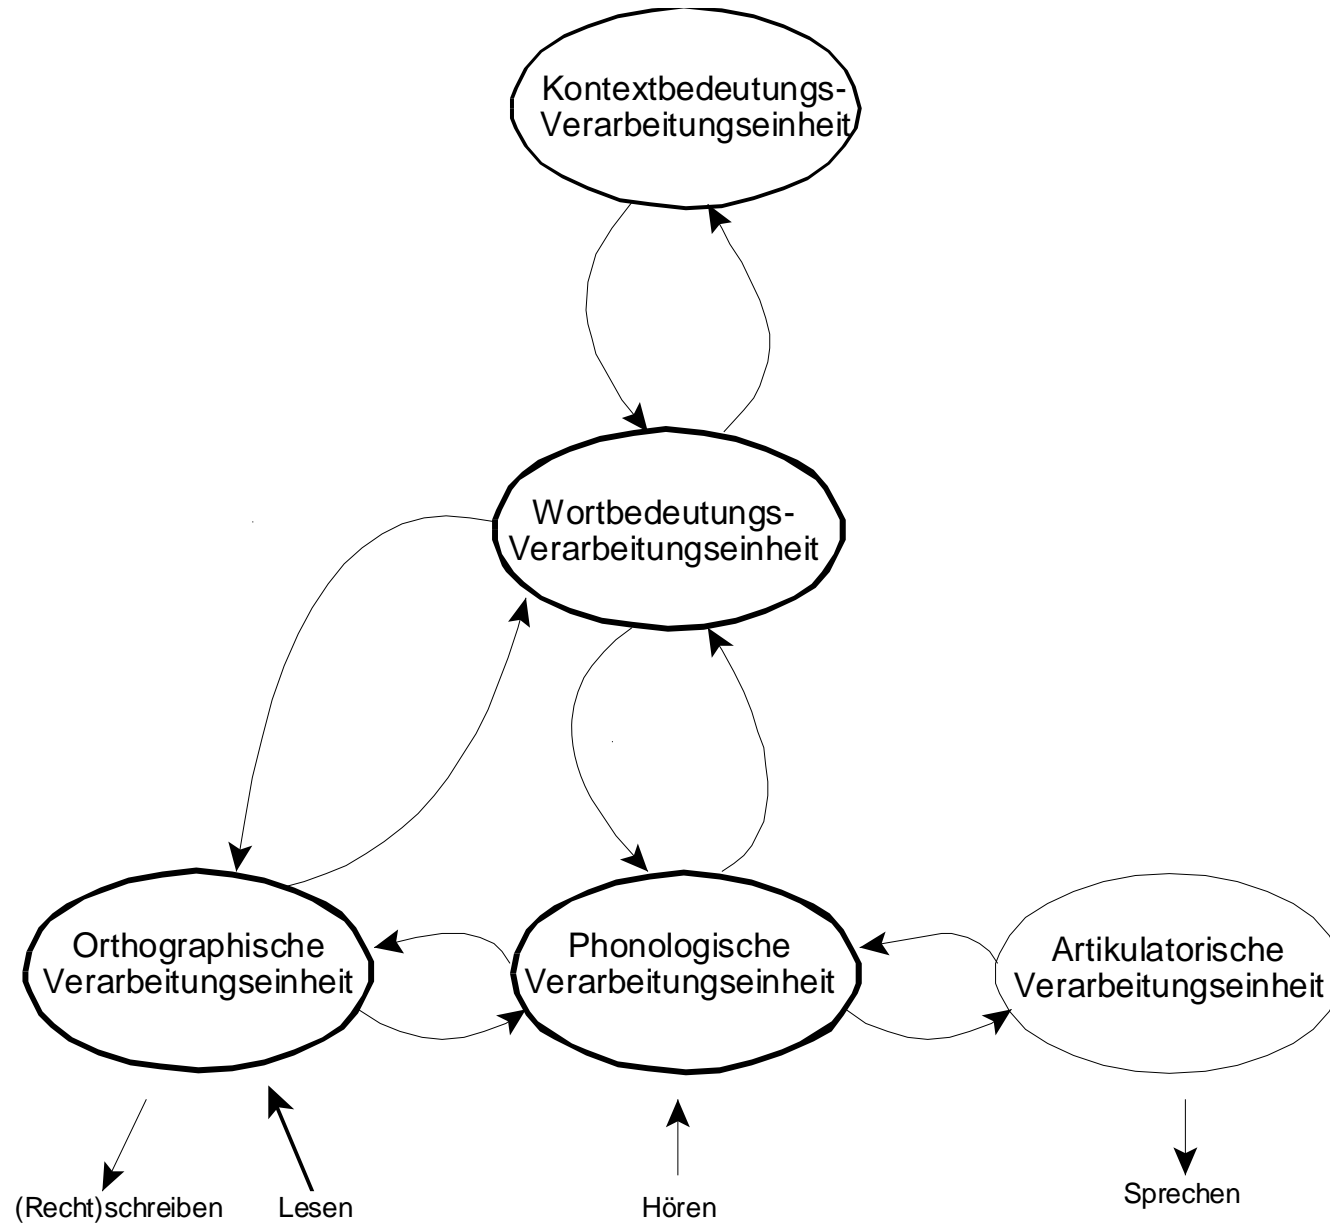 Kontextbedeutungs-
Verarbeitungseinheit
Wortbedeutungs-
Verarbeitungseinheit
Orthographische
Verarbeitungseinheit
Phonologische
Verarbeitungseinheit
Artikulatorische
Verarbeitungseinheit
(Recht)schreiben
Lesen
Hören
Sprechen